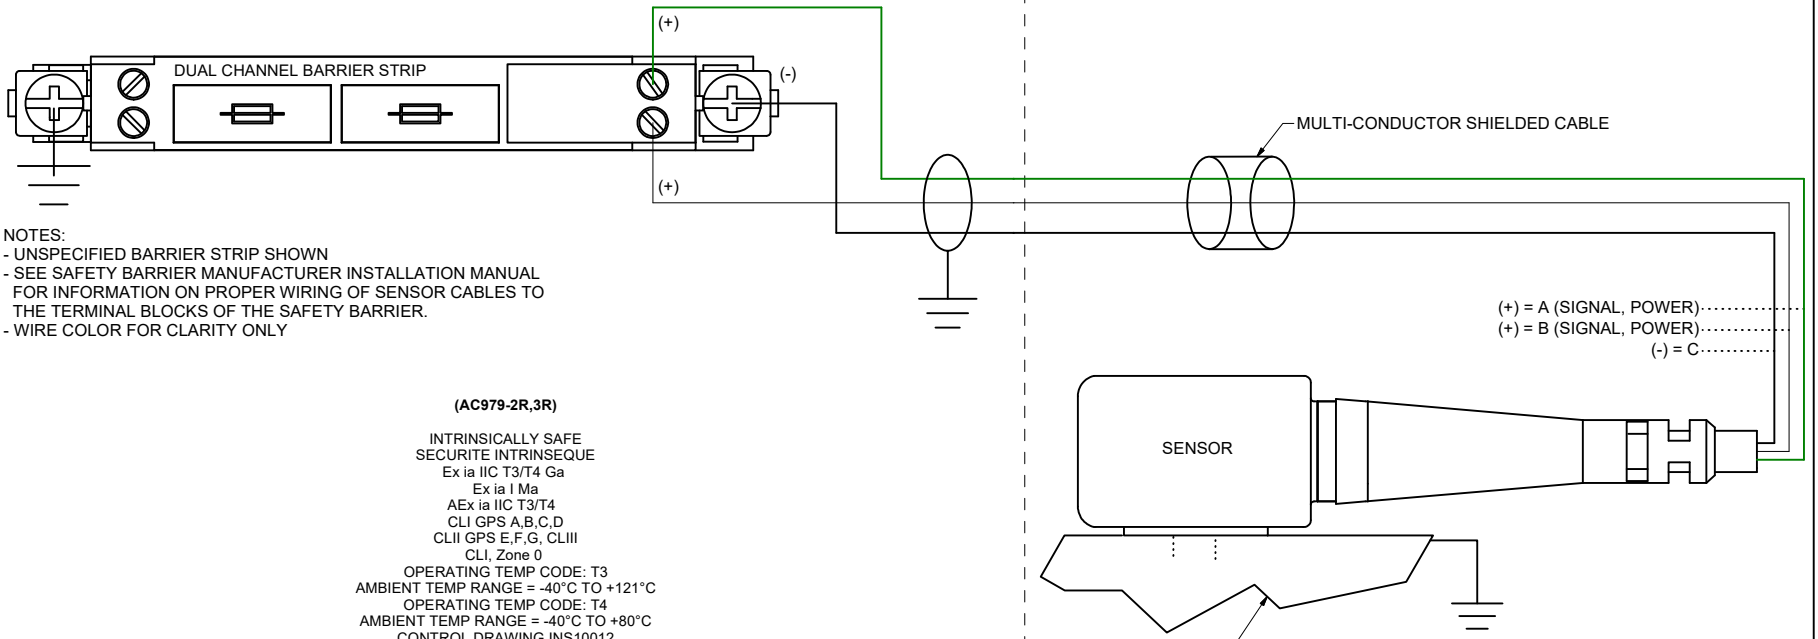 (+)
DUAL CHANNEL BARRIER STRIP
(-)
MULTI-CONDUCTOR SHIELDED CABLE
(+)
NOTES:
- UNSPECIFIED BARRIER STRIP SHOWN
- SEE SAFETY BARRIER MANUFACTURER INSTALLATION MANUAL
FOR INFORMATION ON PROPER WIRING OF SENSOR CABLES TO
THE TERMINAL BLOCKS OF THE SAFETY BARRIER.
- WIRE COLOR FOR CLARITY ONLY
(+) = A (SIGNAL, POWER)
(+) = B (SIGNAL, POWER)
(-) = C
(AC979-2R,3R)
INTRINSICALLY SAFE
SECURITE INTRINSEQUE
Ex ia IIC T3/T4 Ga
Ex ia I Ma
AEx ia IIC T3/T4
CLI GPS A,B,C,D
CLII GPS E,F,G, CLIII
CLI, Zone 0
OPERATING TEMP CODE: T3
AMBIENT TEMP RANGE = -40°C TO +121°C
OPERATING TEMP CODE: T4
AMBIENT TEMP RANGE = -40°C TO +80°C
CONTROL DRAWING INS10012
SENSOR